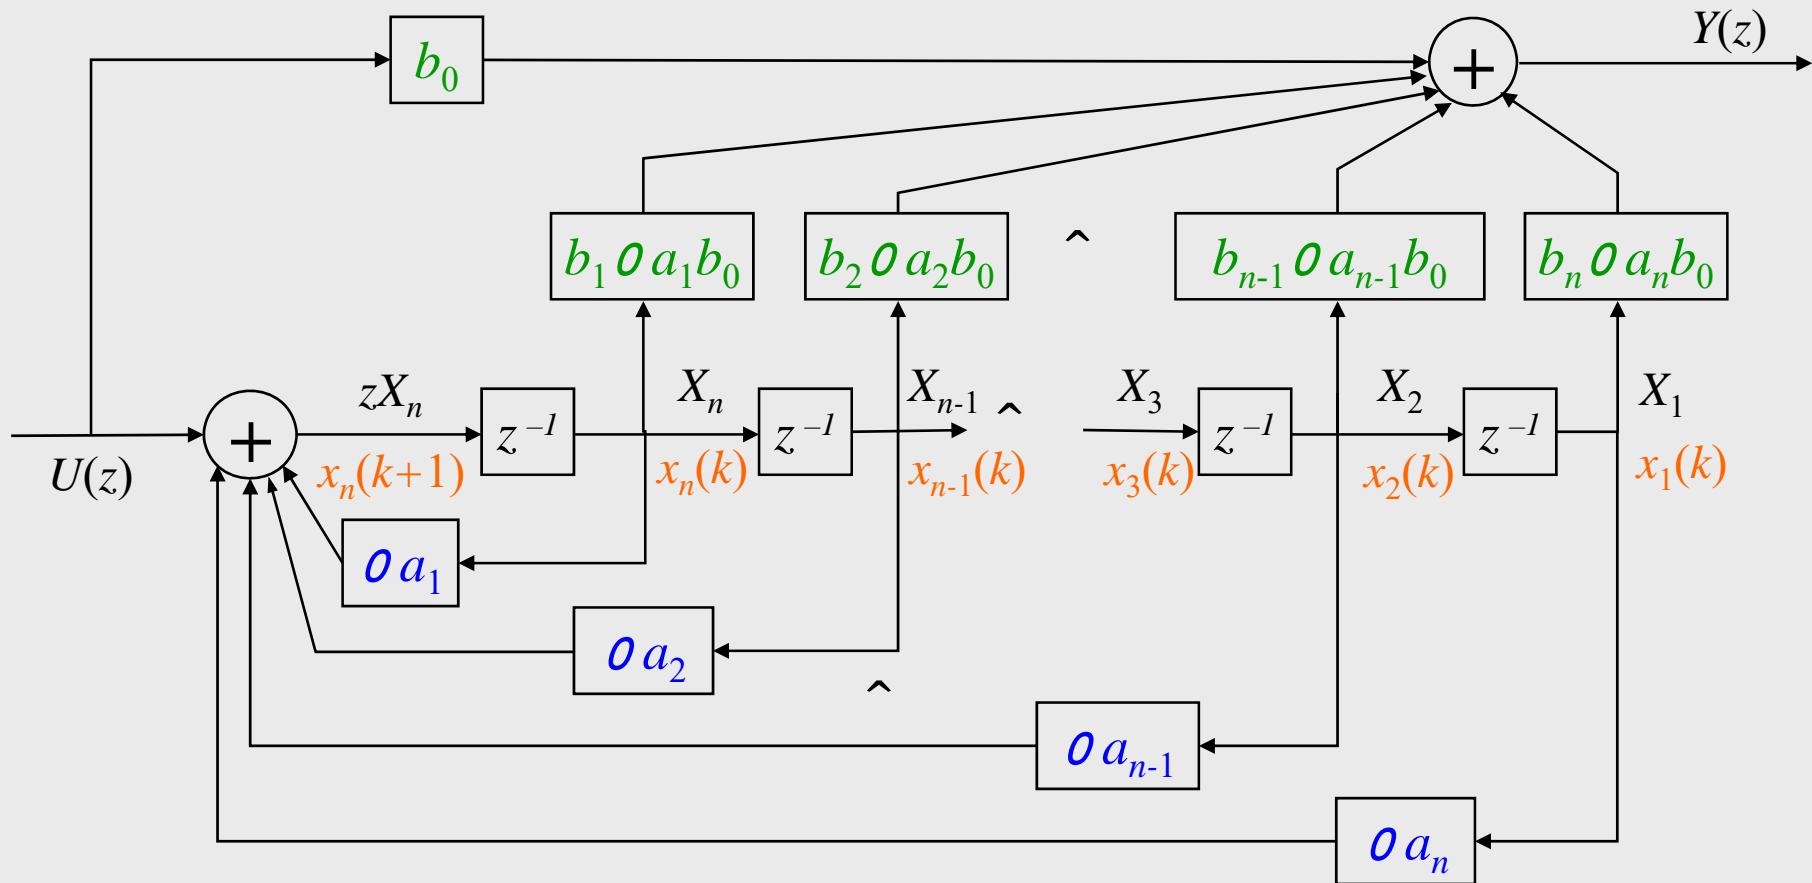 Y(z)
b₀
+
b₁ 0 a₁b₀
b₂ 0 a₂b₀
^
bₙ₋₁ 0 aₙ₋₁b₀
bₙ 0 aₙb₀
zXₙ
Xₙ
Xₙ₋₁
^
X₃
X₂
X₁
+
z⁻¹
z⁻¹
z⁻¹
z⁻¹
U(z)
xₙ(k+1)
xₙ(k)
xₙ₋₁(k)
x₃(k)
x₂(k)
x₁(k)
0 a₁
0 a₂
^
0 aₙ₋₁
0 aₙ